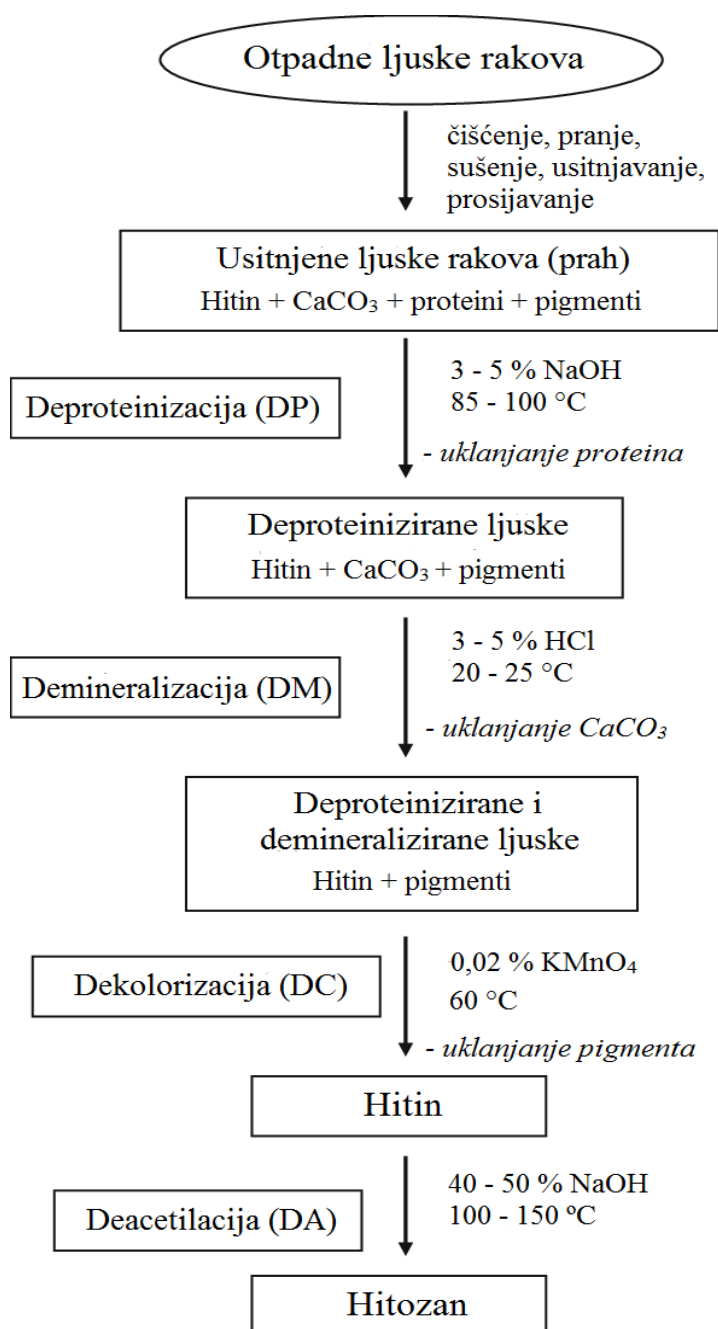 Otpadne ljuske rakova
čišćenje, pranje,
sušenje, usitnjavanje,
prosijavanje
Usitnjene ljuske rakova (prah)
Hitin + CaCO₃ + proteini + pigmenti
Deproteinizacija (DP)
3 - 5 % NaOH
85 - 100 °C
- uklanjanje proteina
Deproteinizirane ljuske
Hitin + CaCO₃ + pigmenti
Demineralizacija (DM)
3 - 5 % HCl
20 - 25 °C
- uklanjanje CaCO₃
Deproteinizirane i
demineralizirane ljuske
Hitin + pigmenti
Dekolorizacija (DC)
0,02 % KMnO₄
60 °C
- uklanjanje pigmenta
Hitin
Deacetilacija (DA)
40 - 50 % NaOH
100 - 150 ºC
Hitozan